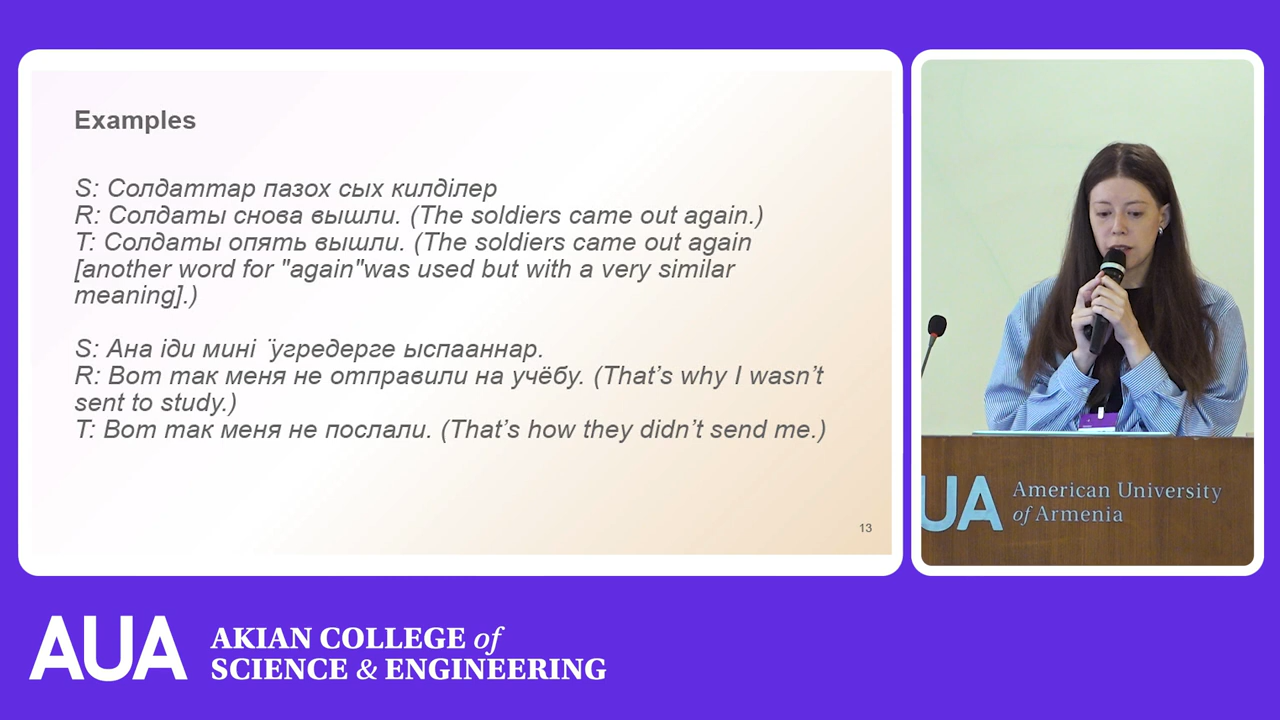 Examples
S: Солдаттар пазох сых килділер
R: Солдаты снова вышли. (The soldiers came out again.)
T: Солдаты опять вышли. (The soldiers came out again
[another word for "again"was used but with a very similar
meaning].)
S: Ана іди мині ӱгредерге ыспааннар.
R: Вот так меня не отправили на учёбу. (That’s why I wasn’t
sent to study.)
T: Вот так меня не послали. (That’s how they didn’t send me.)
13
UA American University
of Armenia
AUA AKIAN COLLEGE of
SCIENCE & ENGINEERING